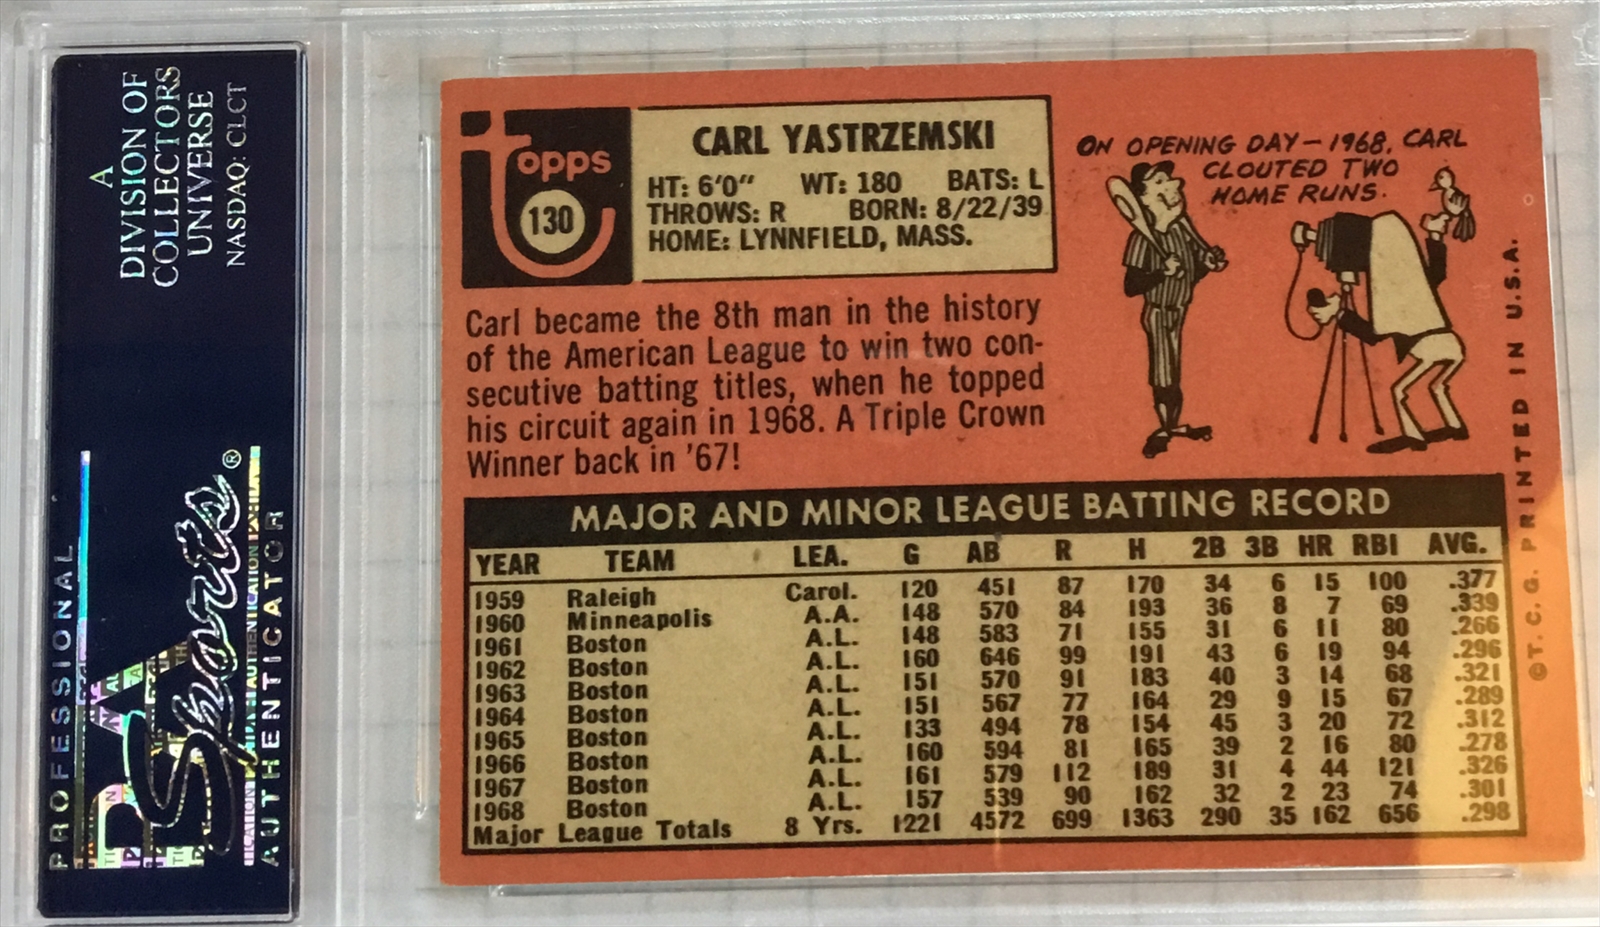 A
DIVISION OF
COLLECTORS
UNIVERSE
NASDAQ: CLCT
PROFESSIONAL
Sports®
AUTHENTICATOR
topps
130
CARL YASTRZEMSKI
HT: 6'0" WT: 180 BATS: L
THROWS: R BORN: 8/22/39
HOME: LYNNFIELD, MASS.
ON OPENING DAY—1968, CARL
CLOUTED TWO
HOME RUNS.
Carl became the 8th man in the history
of the American League to win two con-
secutive batting titles, when he topped
his circuit again in 1968. A Triple Crown
Winner back in '67!
MAJOR AND MINOR LEAGUE BATTING RECORD
YEAR TEAM LEA. G AB R H 2B 3B HR RBI AVG.
1959 Raleigh Carol. 120 451 87 170 34 6 15 100 .377
1960 Minneapolis A.A. 148 570 84 193 36 8 7 69 .339
1961 Boston A.L. 148 583 71 155 31 6 11 80 .266
1962 Boston A.L. 160 646 99 191 43 6 19 94 .296
1963 Boston A.L. 151 570 91 183 40 3 14 68 .321
1964 Boston A.L. 151 567 77 164 29 9 15 67 .289
1965 Boston A.L. 133 494 78 154 45 3 20 72 .312
1966 Boston A.L. 160 594 81 165 39 2 16 80 .278
1967 Boston A.L. 161 579 112 189 31 4 44 121 .326
1968 Boston A.L. 157 539 90 162 32 2 23 74 .301
Major League Totals 8 Yrs. 1221 4572 699 1363 290 35 162 656 .298
©T. C. G. PRINTED IN U.S.A.